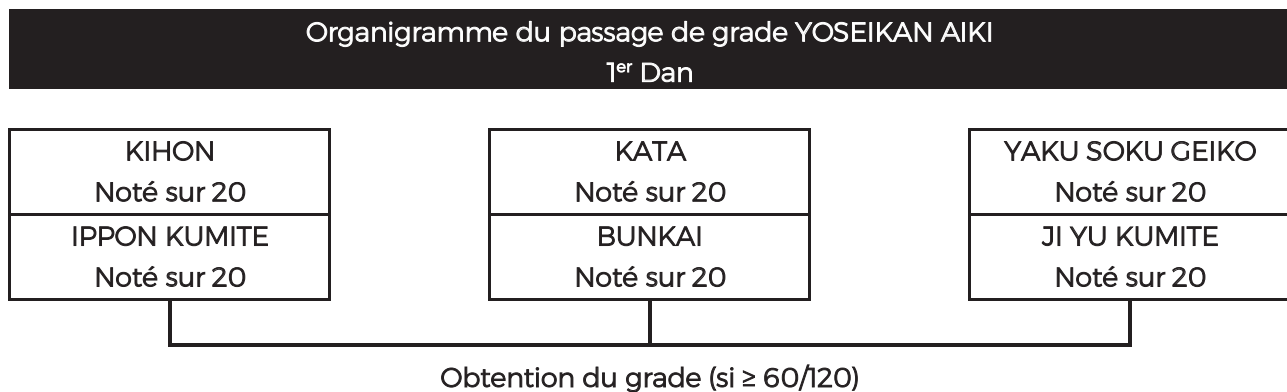 Organigramme du passage de grade YOSEIKAN AIKI
1er Dan
KIHON
Noté sur 20
IPPON KUMITE
Noté sur 20
KATA
Noté sur 20
BUNKAI
Noté sur 20
YAKU SOKU GEIKO
Noté sur 20
JI YU KUMITE
Noté sur 20
Obtention du grade (si ≥ 60/120)